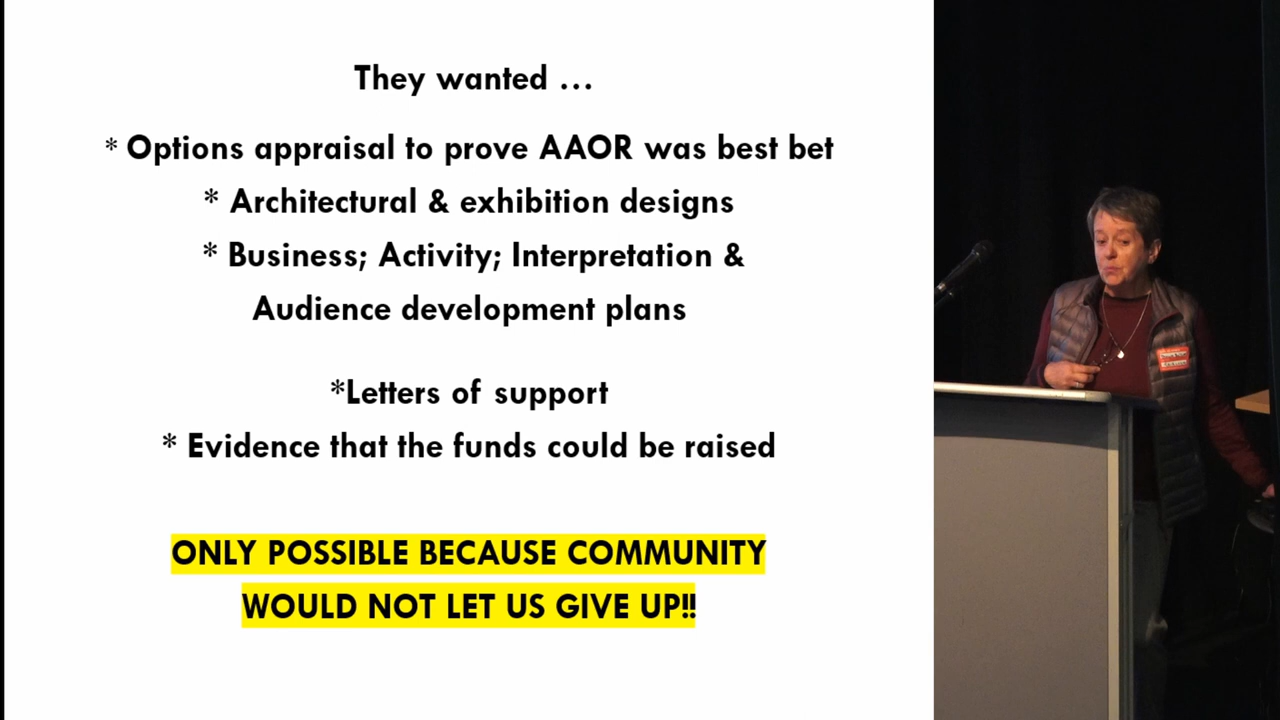 They wanted …
* Options appraisal to prove AAOR was best bet
* Architectural & exhibition designs
* Business; Activity; Interpretation &
Audience development plans
*Letters of support
* Evidence that the funds could be raised
ONLY POSSIBLE BECAUSE COMMUNITY
WOULD NOT LET US GIVE UP!!